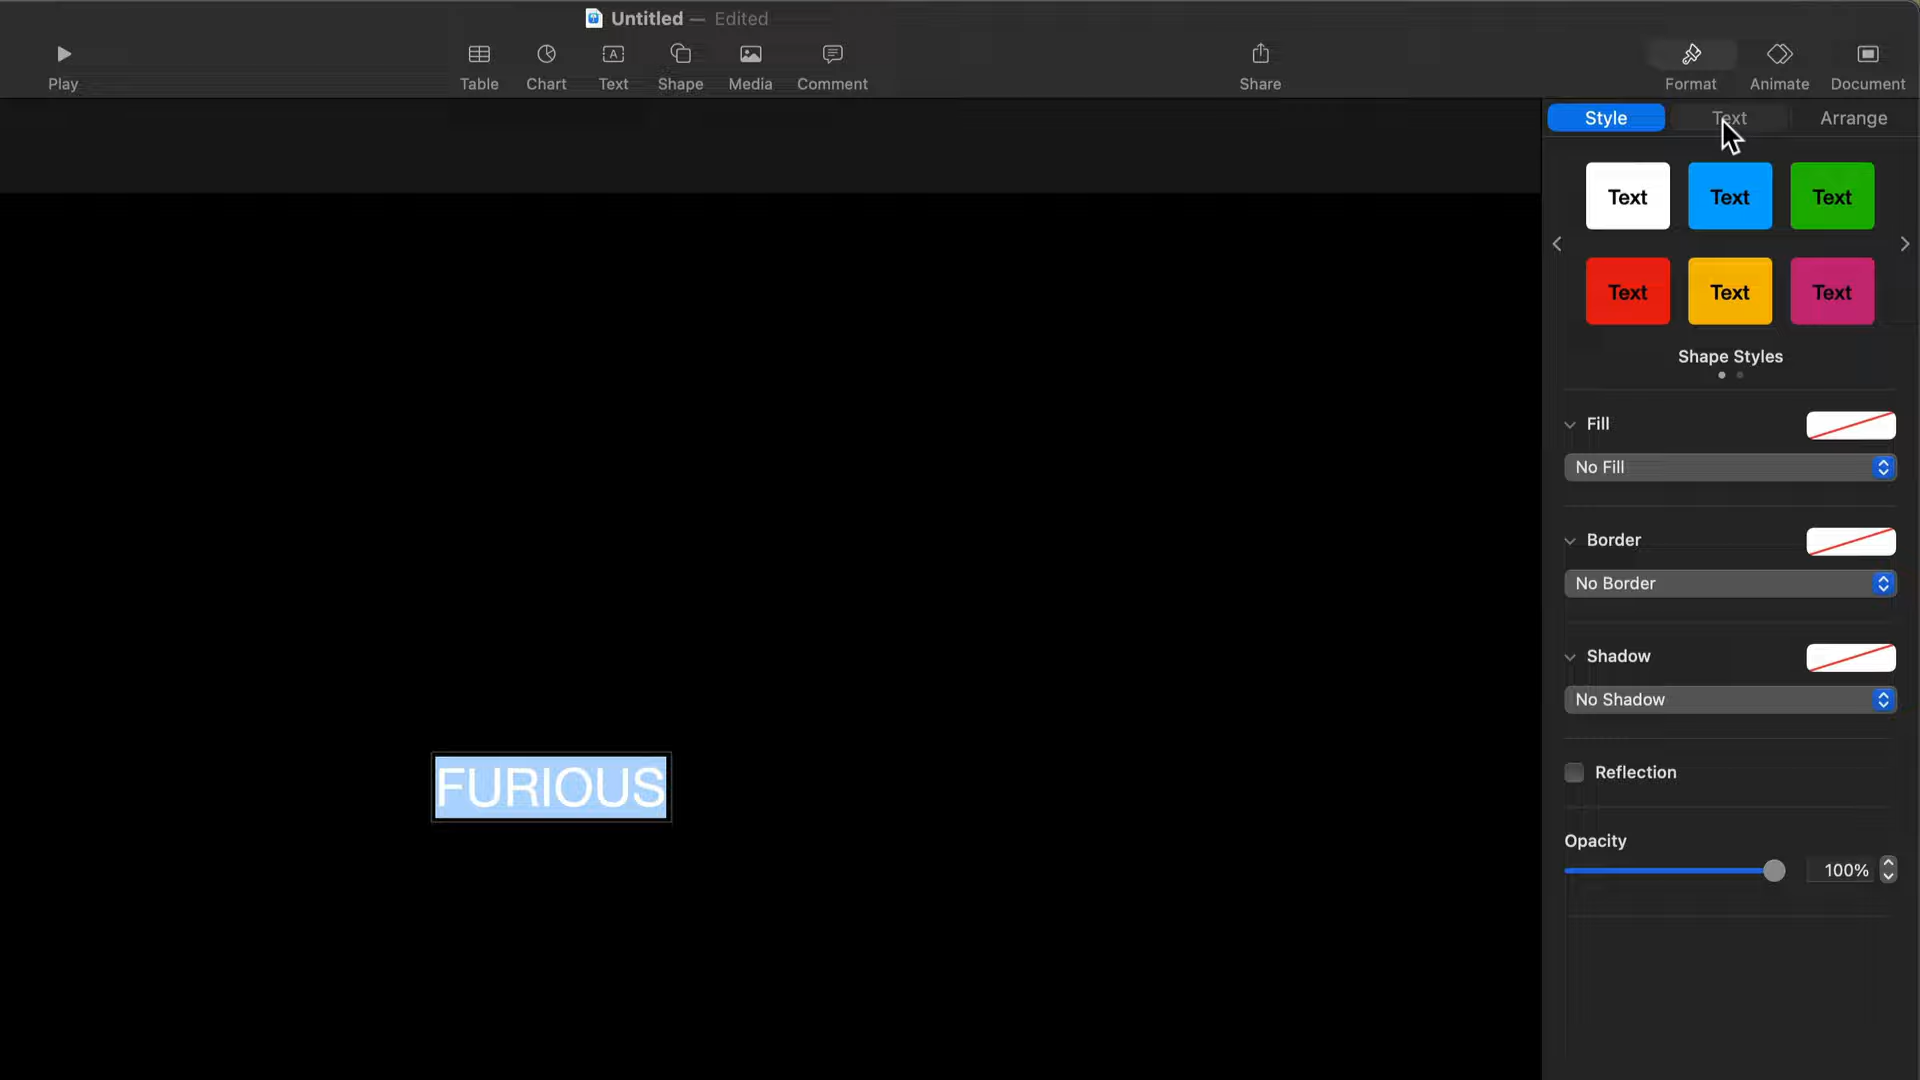 Untitled — Edited
Play
Table
Chart
Text
Shape
Media
Comment
Share
Format
Animate
Document
Style
Text
Arrange
Text
Text
Text
Text
Text
Text
Shape Styles
Fill
No Fill
Border
No Border
Shadow
No Shadow
Reflection
Opacity
100%
FURIOUS